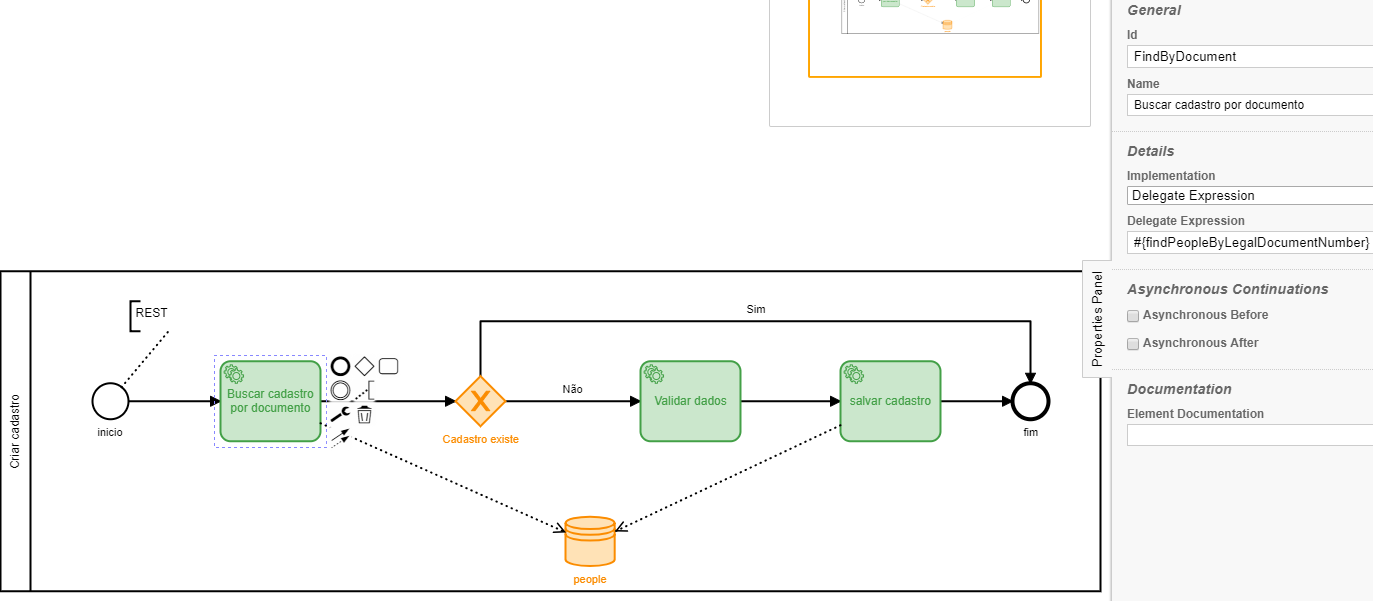 General
Id
FindByDocument
Name
Buscar cadastro por documento
Details
Implementation
Delegate Expression
Delegate Expression
#{findPeopleByLegalDocumentNumber}
Asynchronous Continuations
Asynchronous Before
Asynchronous After
Documentation
Element Documentation
Properties Panel
Criar cadastro
REST
inicio
Buscar cadastro
por documento
Cadastro existe
Sim
Não
Validar dados
salvar cadastro
fim
people